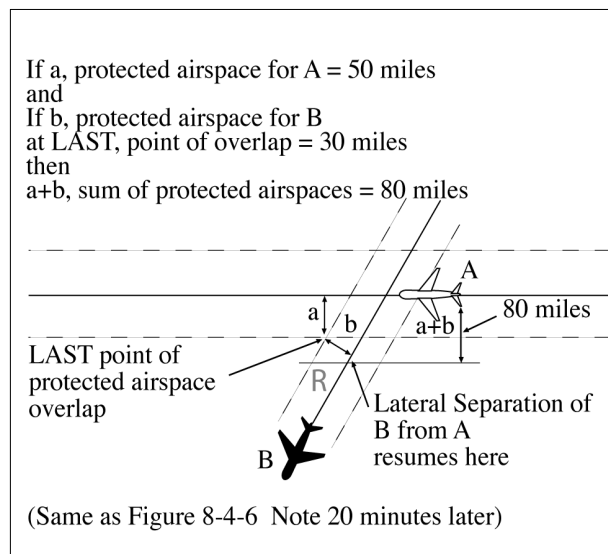 If a, protected airspace for A = 50 miles
and
If b, protected airspace for B
at LAST, point of overlap = 30 miles
then
a+b, sum of protected airspaces = 80 miles
A
a
b
a+b
80 miles
LAST point of
protected airspace
overlap
R
Lateral Separation of
B from A
resumes here
B
(Same as Figure 8-4-6 Note 20 minutes later)